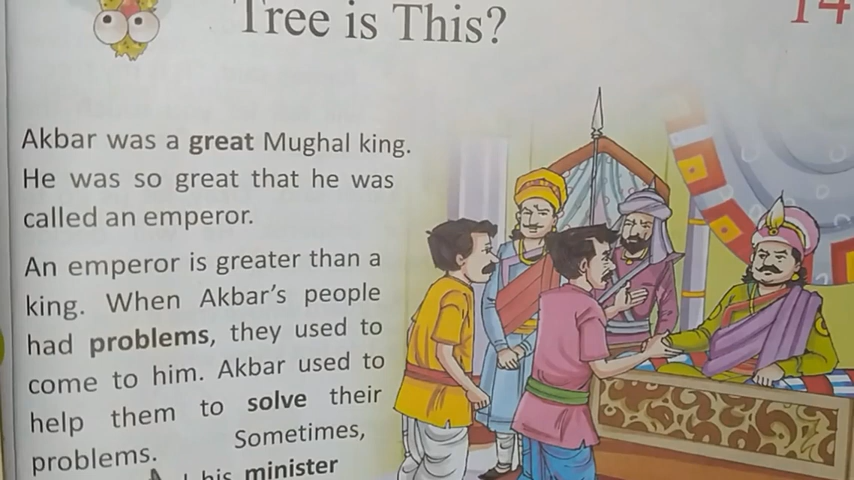 Tree is This?
14
Akbar was a great Mughal king.
He was so great that he was
called an emperor.
An emperor is greater than a
king. When Akbar's people
had problems, they used to
come to him. Akbar used to
help them to solve their
problems. Sometimes,
his minister